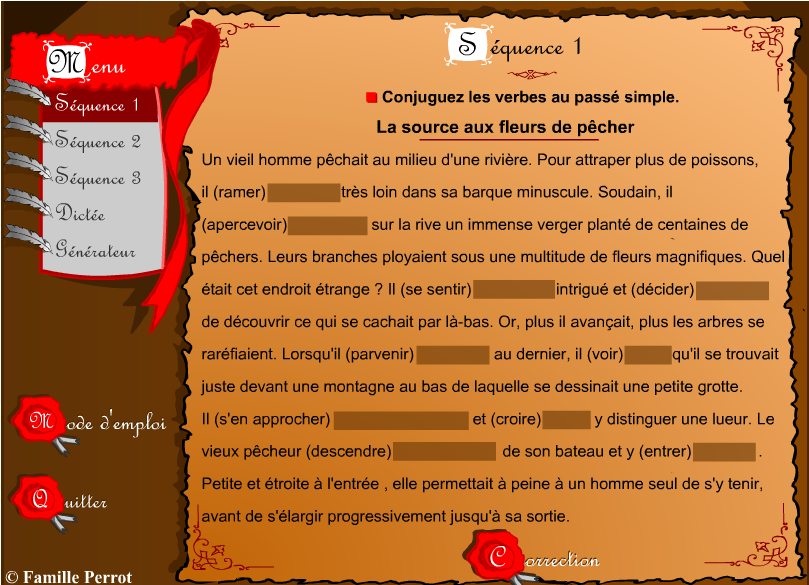 Menu
Séquence 1
Séquence 2
Séquence 3
Dictée
Générateur
Mode d'emploi
Quitter
© Famille Perrot
Séquence 1
Conjuguez les verbes au passé simple.
La source aux fleurs de pêcher
Un vieil homme pêchait au milieu d'une rivière. Pour attraper plus de poissons,
il (ramer) très loin dans sa barque minuscule. Soudain, il
(apercevoir) sur la rive un immense verger planté de centaines de
pêchers. Leurs branches ployaient sous une multitude de fleurs magnifiques. Quel
était cet endroit étrange ? Il (se sentir) intrigué et (décider)
de découvrir ce qui se cachait par là-bas. Or, plus il avançait, plus les arbres se
raréfiaient. Lorsqu'il (parvenir) au dernier, il (voir) qu'il se trouvait
juste devant une montagne au bas de laquelle se dessinait une petite grotte.
Il (s'en approcher) et (croire) y distinguer une lueur. Le
vieux pêcheur (descendre) de son bateau et y (entrer) .
Petite et étroite à l'entrée , elle permettait à peine à un homme seul de s'y tenir,
avant de s'élargir progressivement jusqu'à sa sortie.
Correction